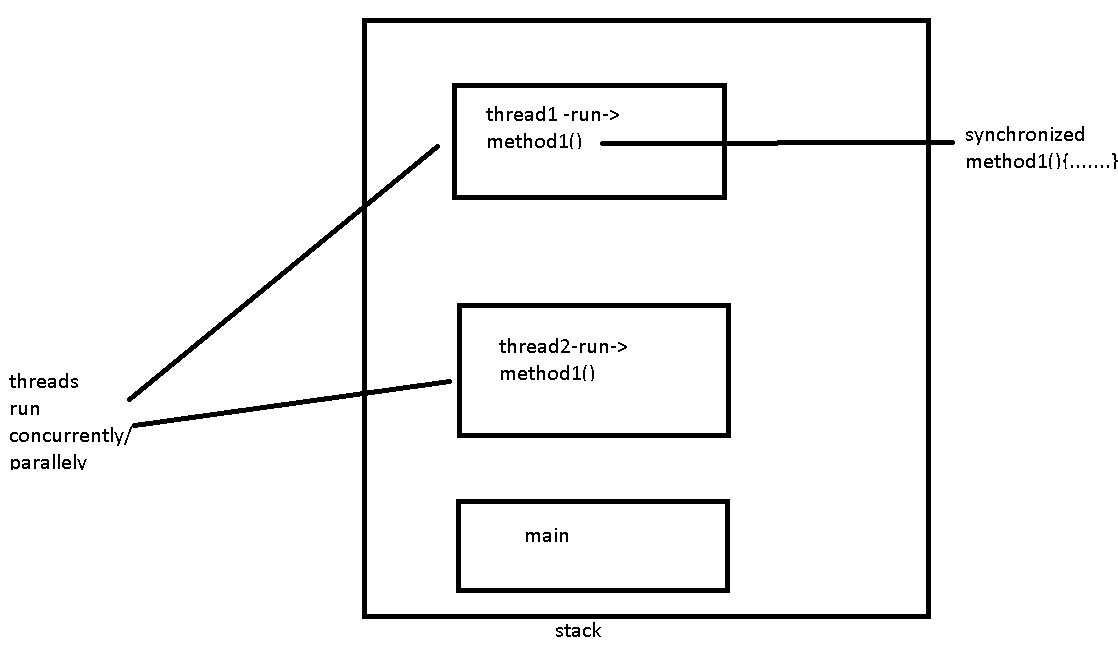 thread1 -run->
method1()
synchronized
method1(){.......}
thread2-run->
method1()
threads
run
concurrently/
parallely
main
stack